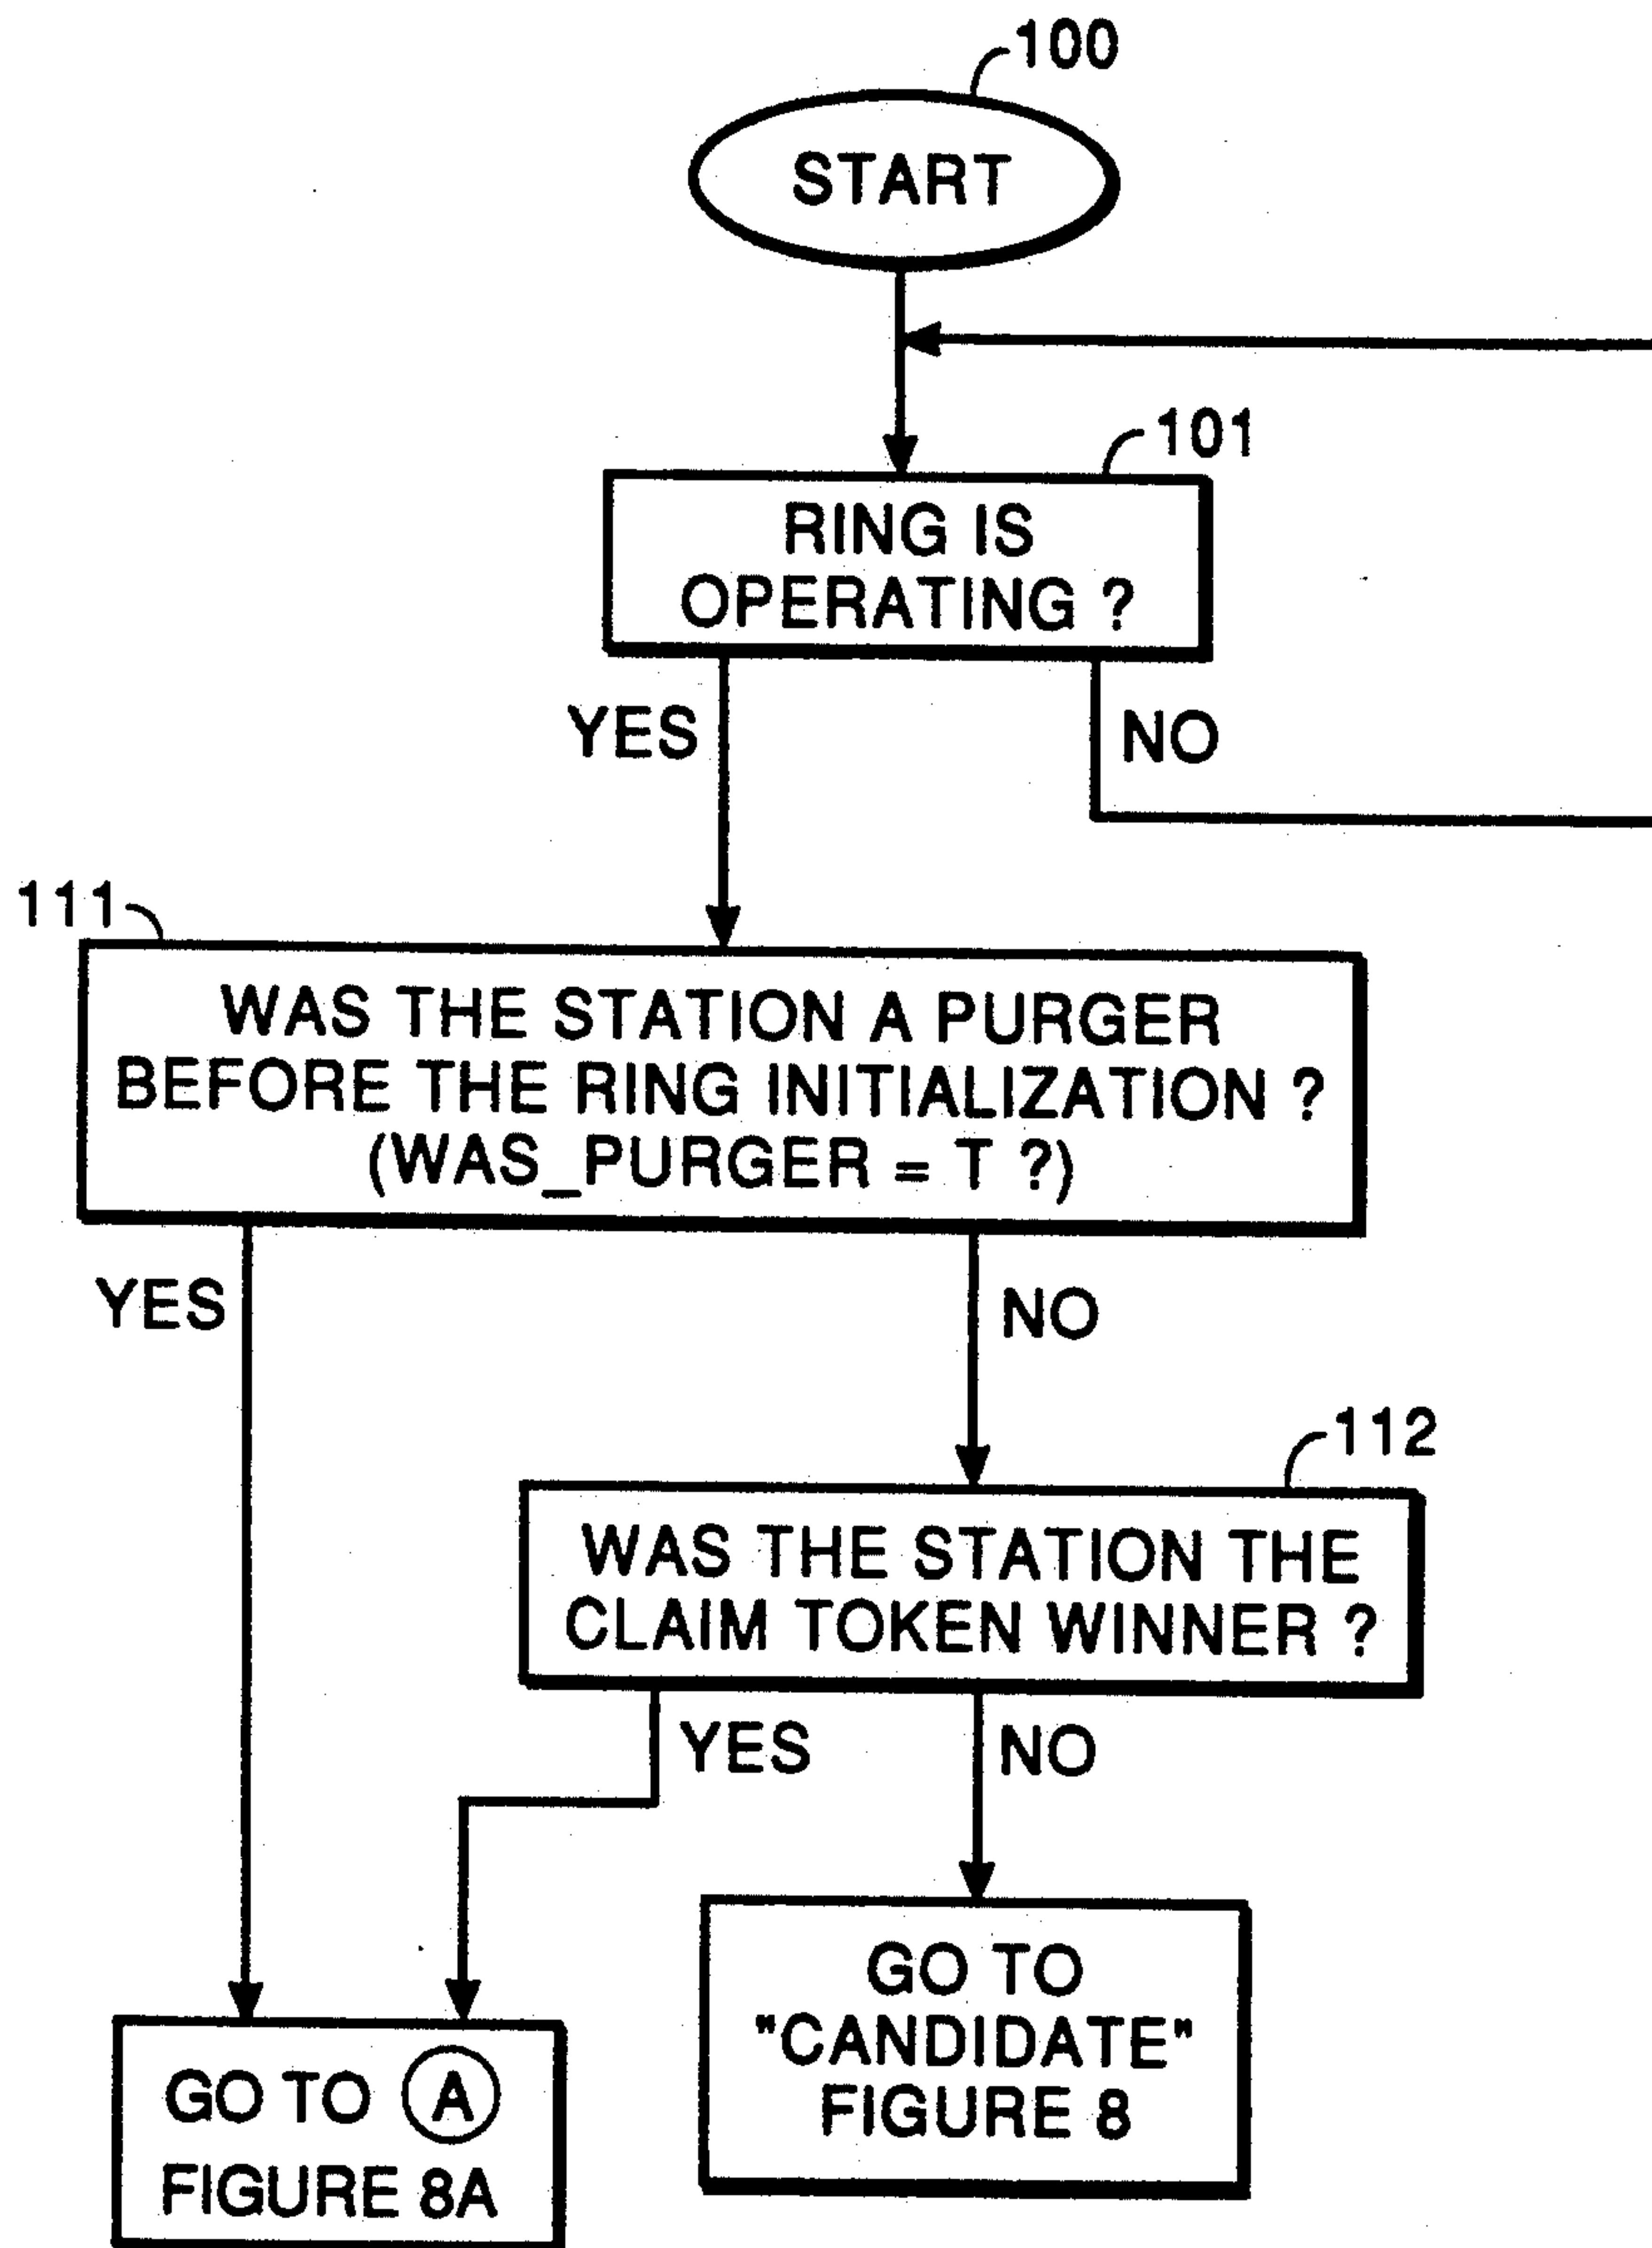 100
START
101
RING IS
OPERATING ?
YES
NO
111
WAS THE STATION A PURGER
BEFORE THE RING INITIALIZATION ?
(WAS_PURGER = T ?)
YES
NO
112
WAS THE STATION THE
CLAIM TOKEN WINNER ?
YES
NO
GO TO
"CANDIDATE"
FIGURE 8
GO TO A
FIGURE 8A